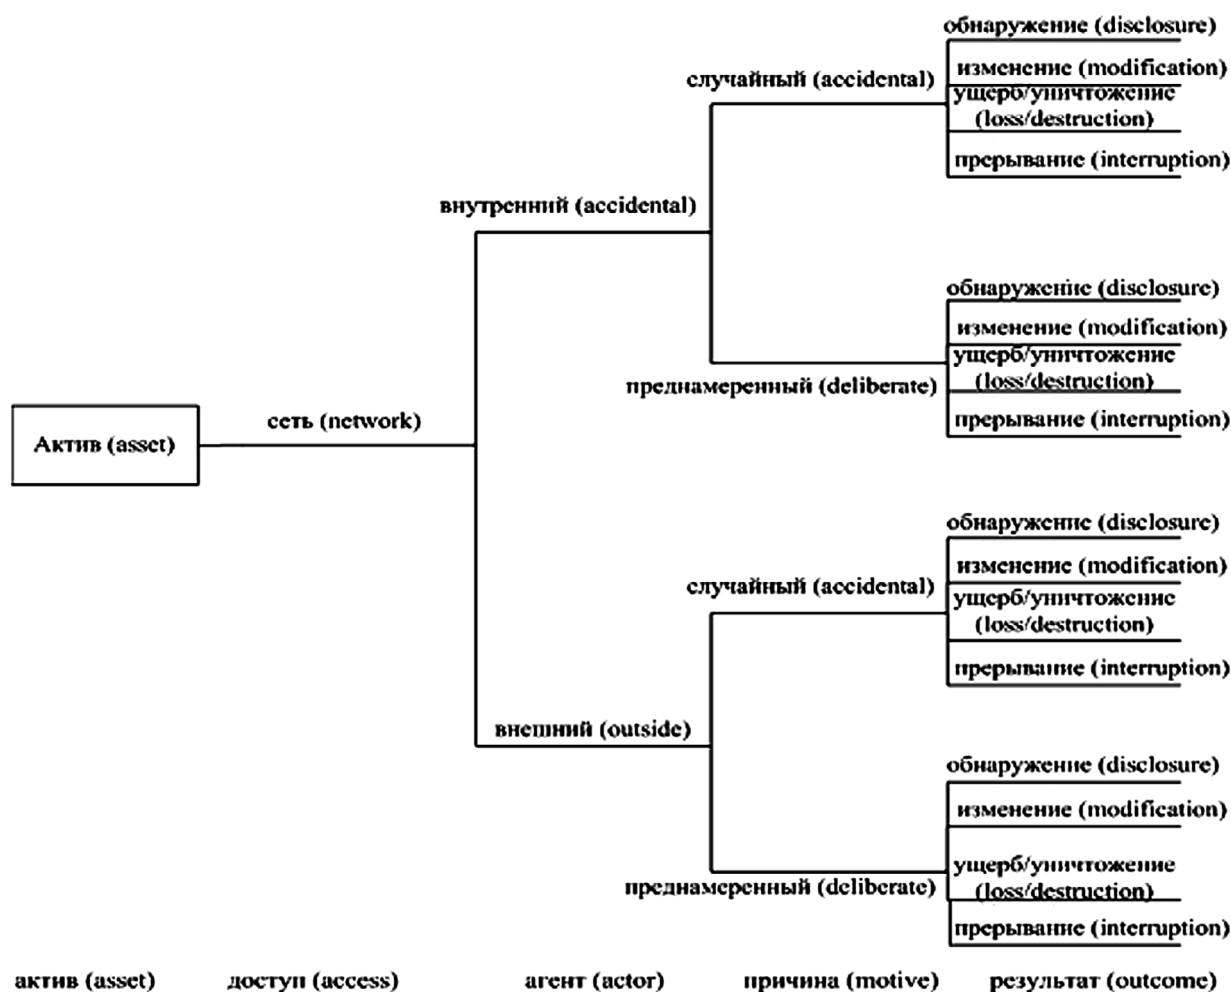 обнаружение (disclosure)
изменение (modification)
случайный (accidental)
ущерб/уничтожение
(loss/destruction)
прерывание (interruption)
внутренний (accidental)
обнаружение (disclosure)
изменение (modification)
ущерб/уничтожение
(loss/destruction)
преднамеренный (deliberate)
прерывание (interruption)
сеть (network)
Актив (asset)
обнаружение (disclosure)
изменение (modification)
случайный (accidental)
ущерб/уничтожение
(loss/destruction)
прерывание (interruption)
внешний (outside)
обнаружение (disclosure)
изменение (modification)
ущерб/уничтожение
(loss/destruction)
преднамеренный (deliberate)
прерывание (interruption)
актив (asset) доступ (access) агент (actor) причина (motive) результат (outcome)